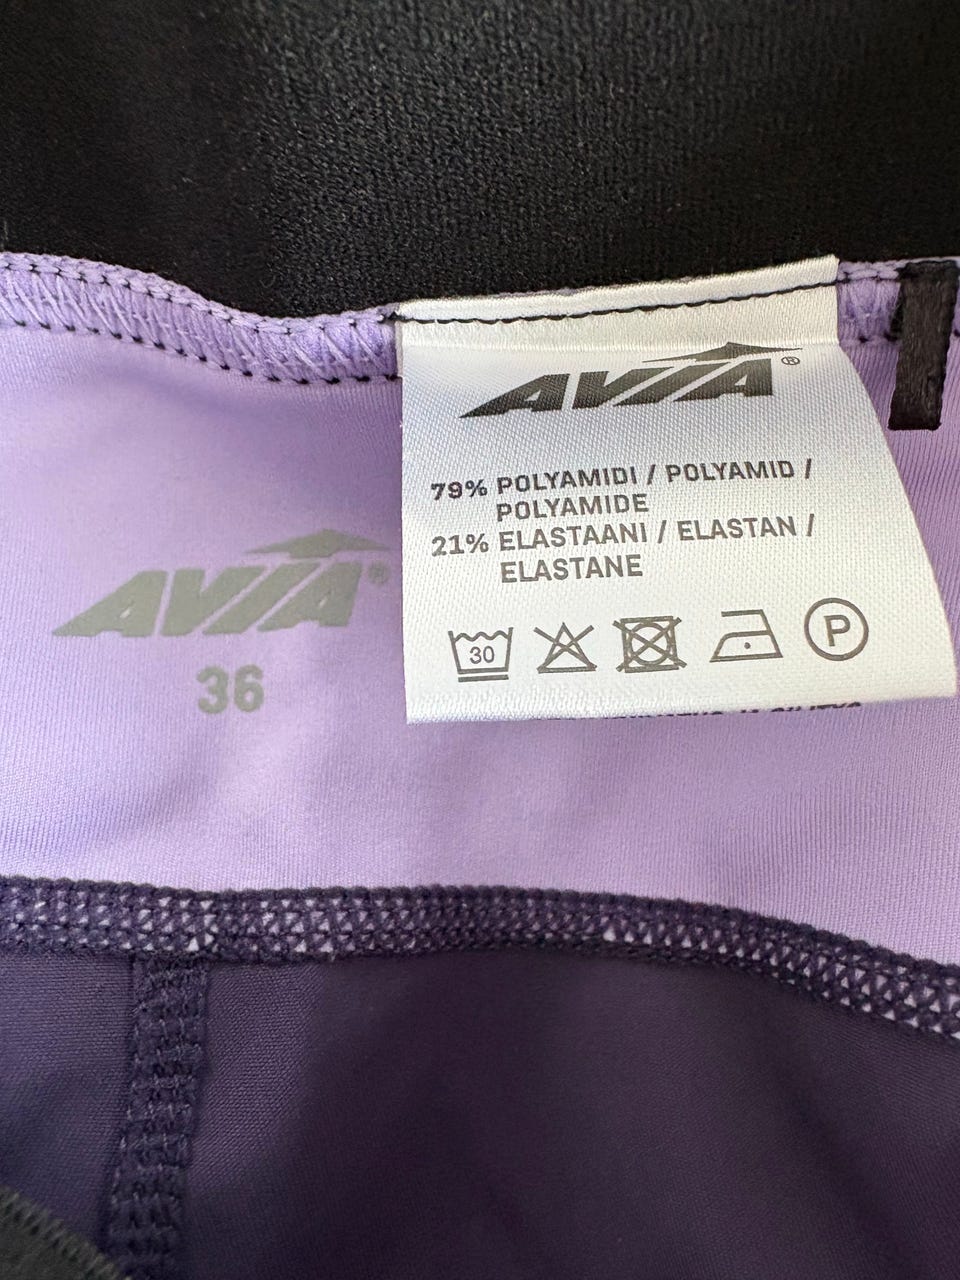 AVIA®
79% POLYAMIDI / POLYAMID /
POLYAMIDE
21% ELASTAANI / ELASTAN /
ELASTANE
30
P
AVIA®
36